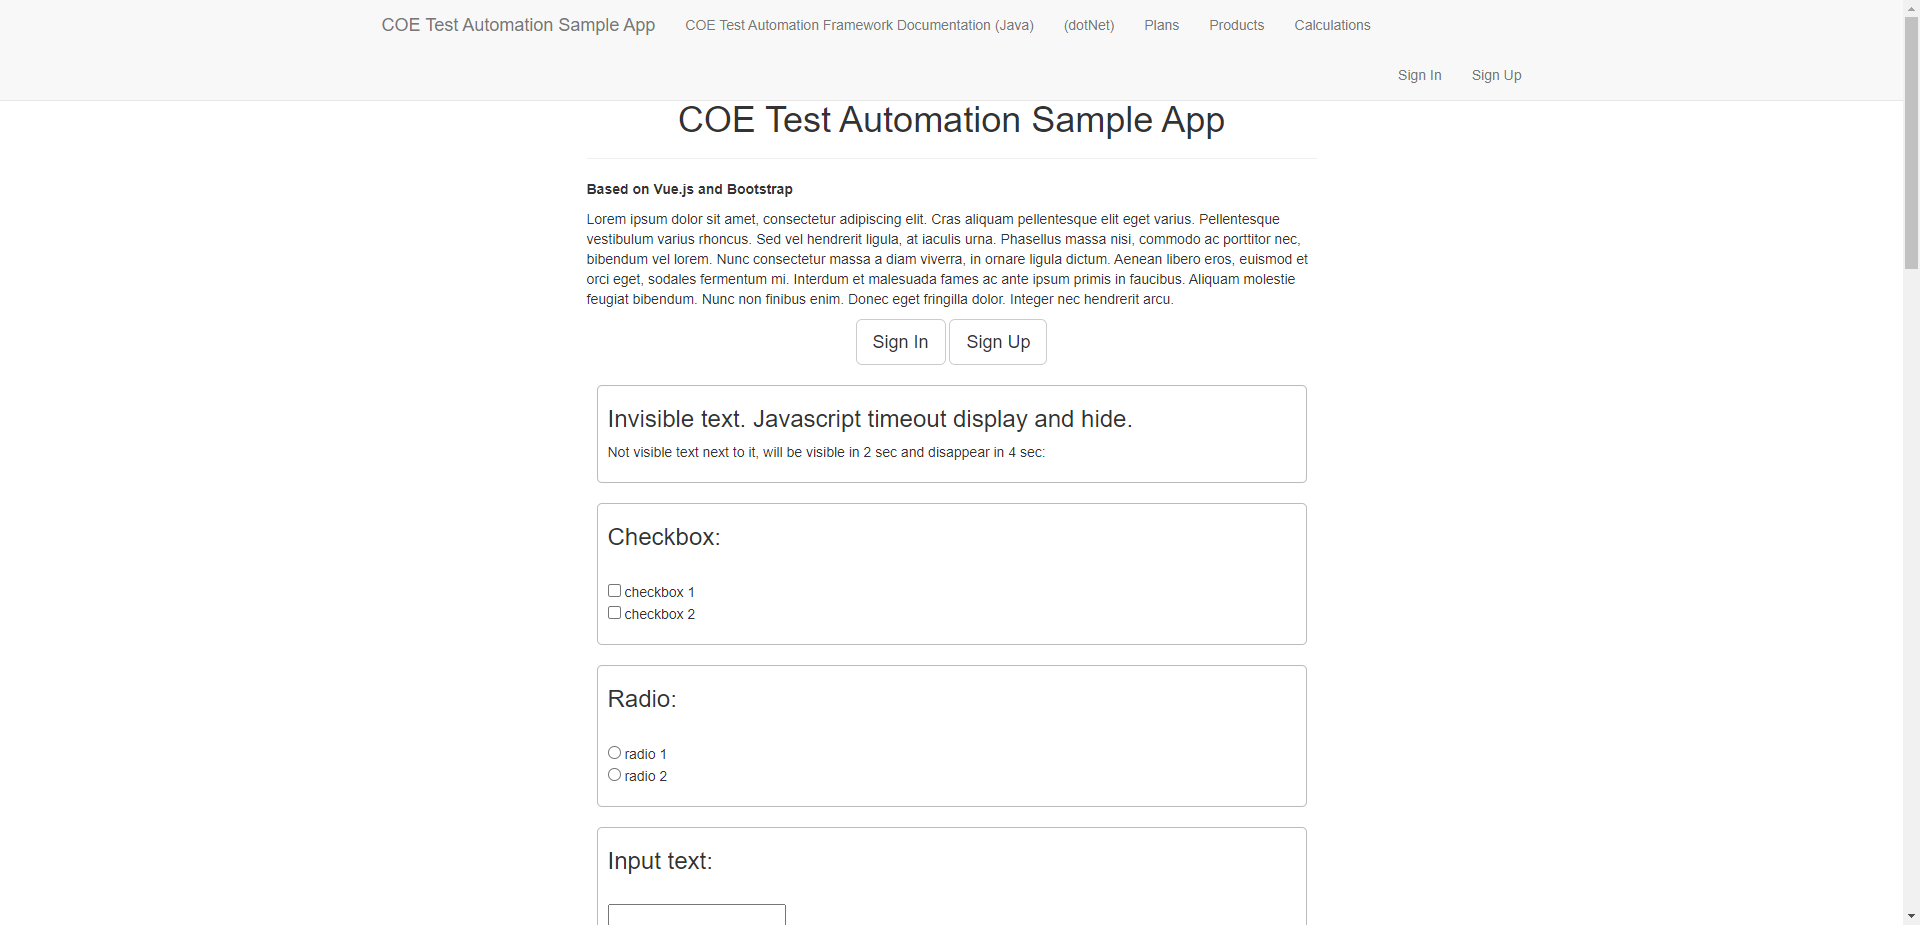 COE Test Automation Sample App
COE Test Automation Framework Documentation (Java)
(dotNet)
Plans
Products
Calculations
Sign In
Sign Up
COE Test Automation Sample App
Based on Vue.js and Bootstrap
Lorem ipsum dolor sit amet, consectetur adipiscing elit. Cras aliquam pellentesque elit eget varius. Pellentesque
vestibulum varius rhoncus. Sed vel hendrerit ligula, at iaculis urna. Phasellus massa nisi, commodo ac porttitor nec,
bibendum vel lorem. Nunc consectetur massa a diam viverra, in ornare ligula dictum. Aenean libero eros, euismod et
orci eget, sodales fermentum mi. Interdum et malesuada fames ac ante ipsum primis in faucibus. Aliquam molestie
feugiat bibendum. Nunc non finibus enim. Donec eget fringilla dolor. Integer nec hendrerit arcu.
Sign In
Sign Up
Invisible text. Javascript timeout display and hide.
Not visible text next to it, will be visible in 2 sec and disappear in 4 sec:
Checkbox:
checkbox 1
checkbox 2
Radio:
radio 1
radio 2
Input text: